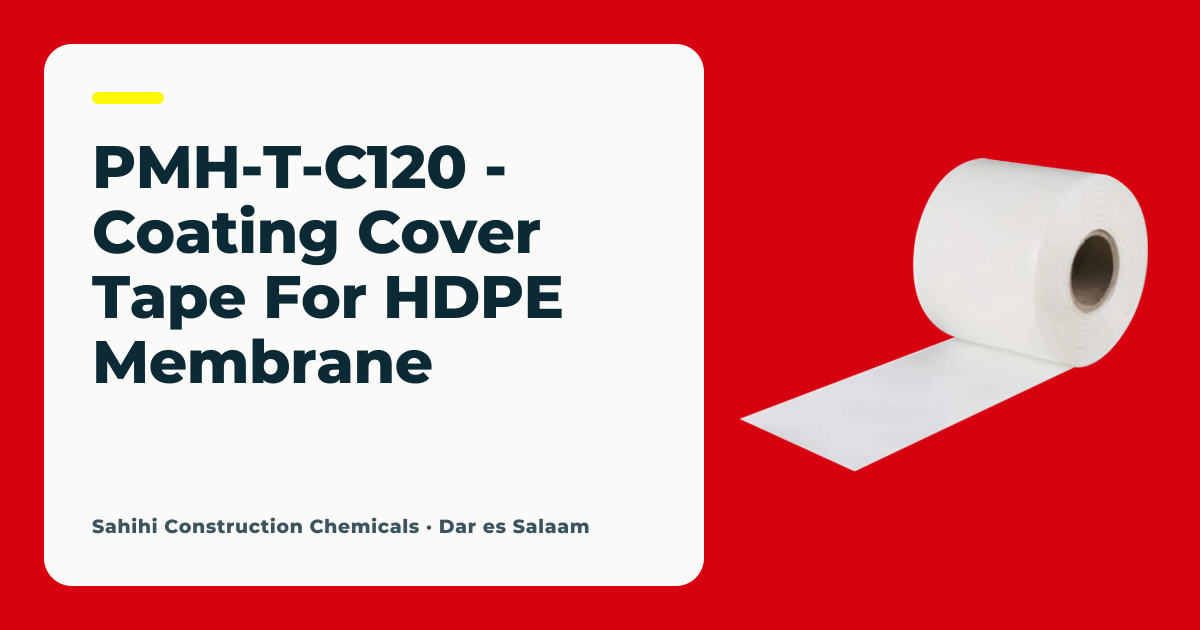 PMH-T-C120 -
Coating Cover
Tape For HDPE
Membrane
Sahihi Construction Chemicals · Dar es Salaam